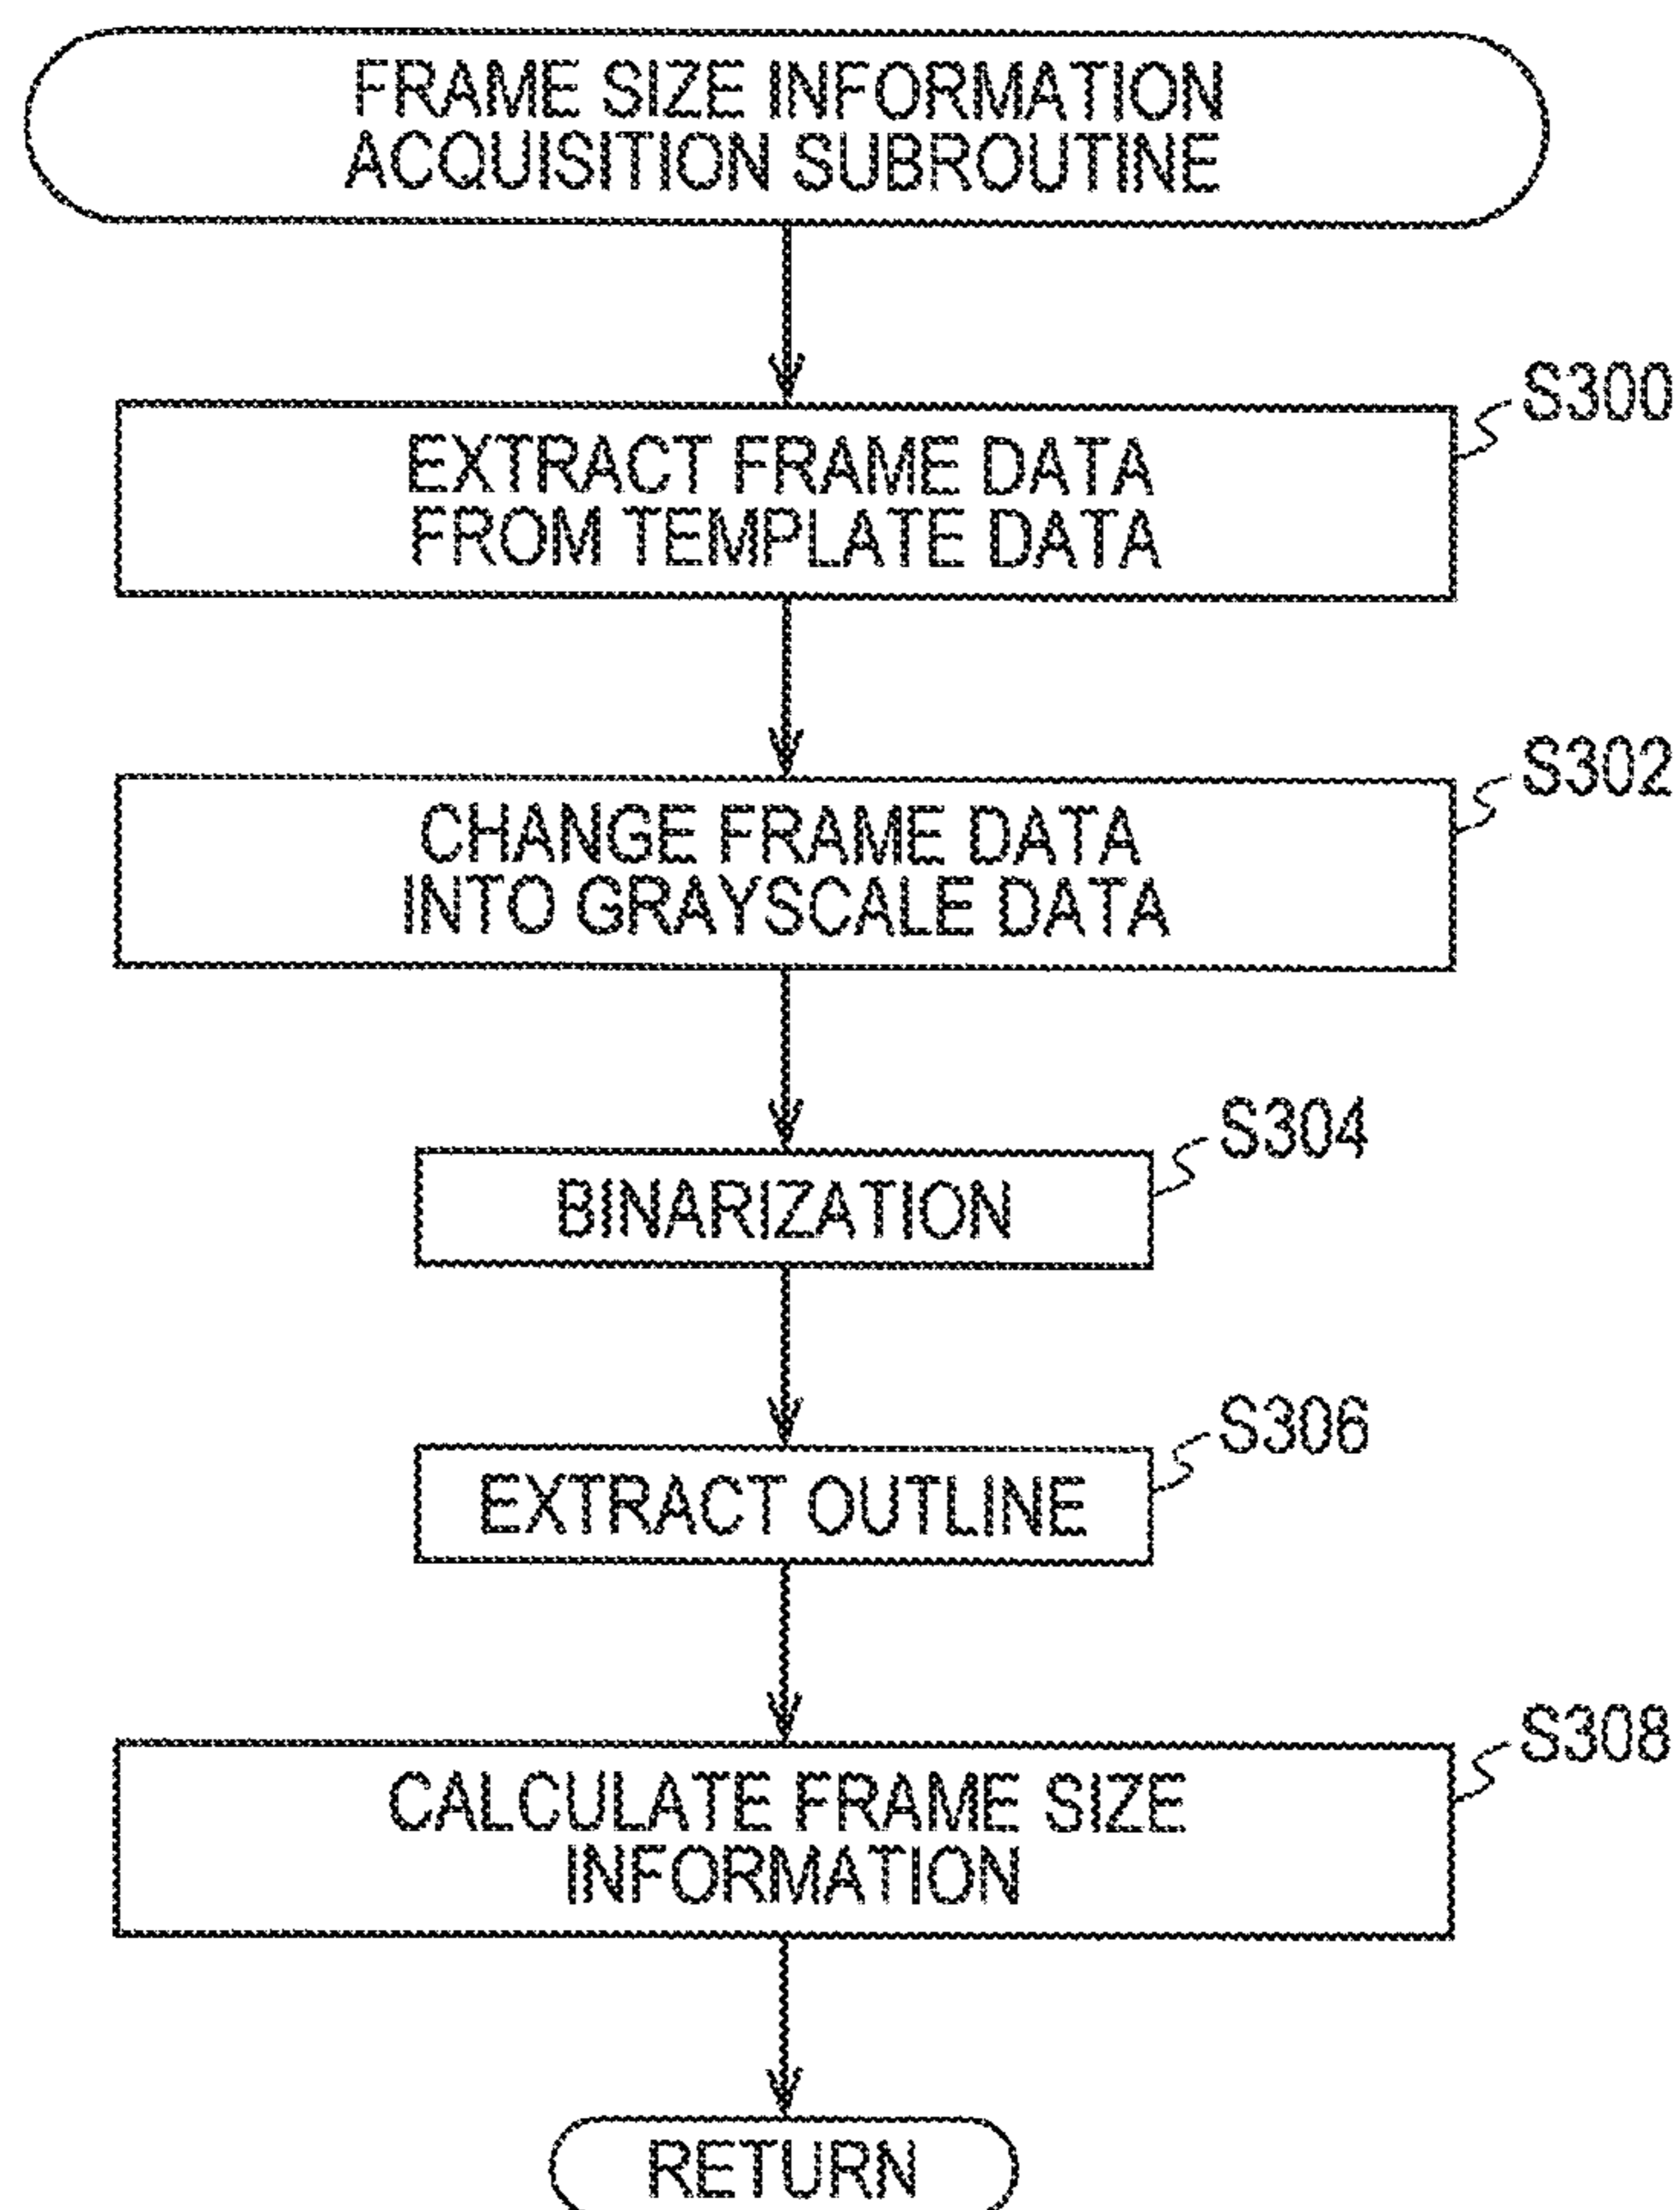 FRAME SIZE INFORMATION
ACQUISITION SUBROUTINE
S300
EXTRACT FRAME DATA
FROM TEMPLATE DATA
S302
CHANGE FRAME DATA
INTO GRAYSCALE DATA
S304
BINARIZATION
S306
EXTRACT OUTLINE
S308
CALCULATE FRAME SIZE
INFORMATION
RETURN